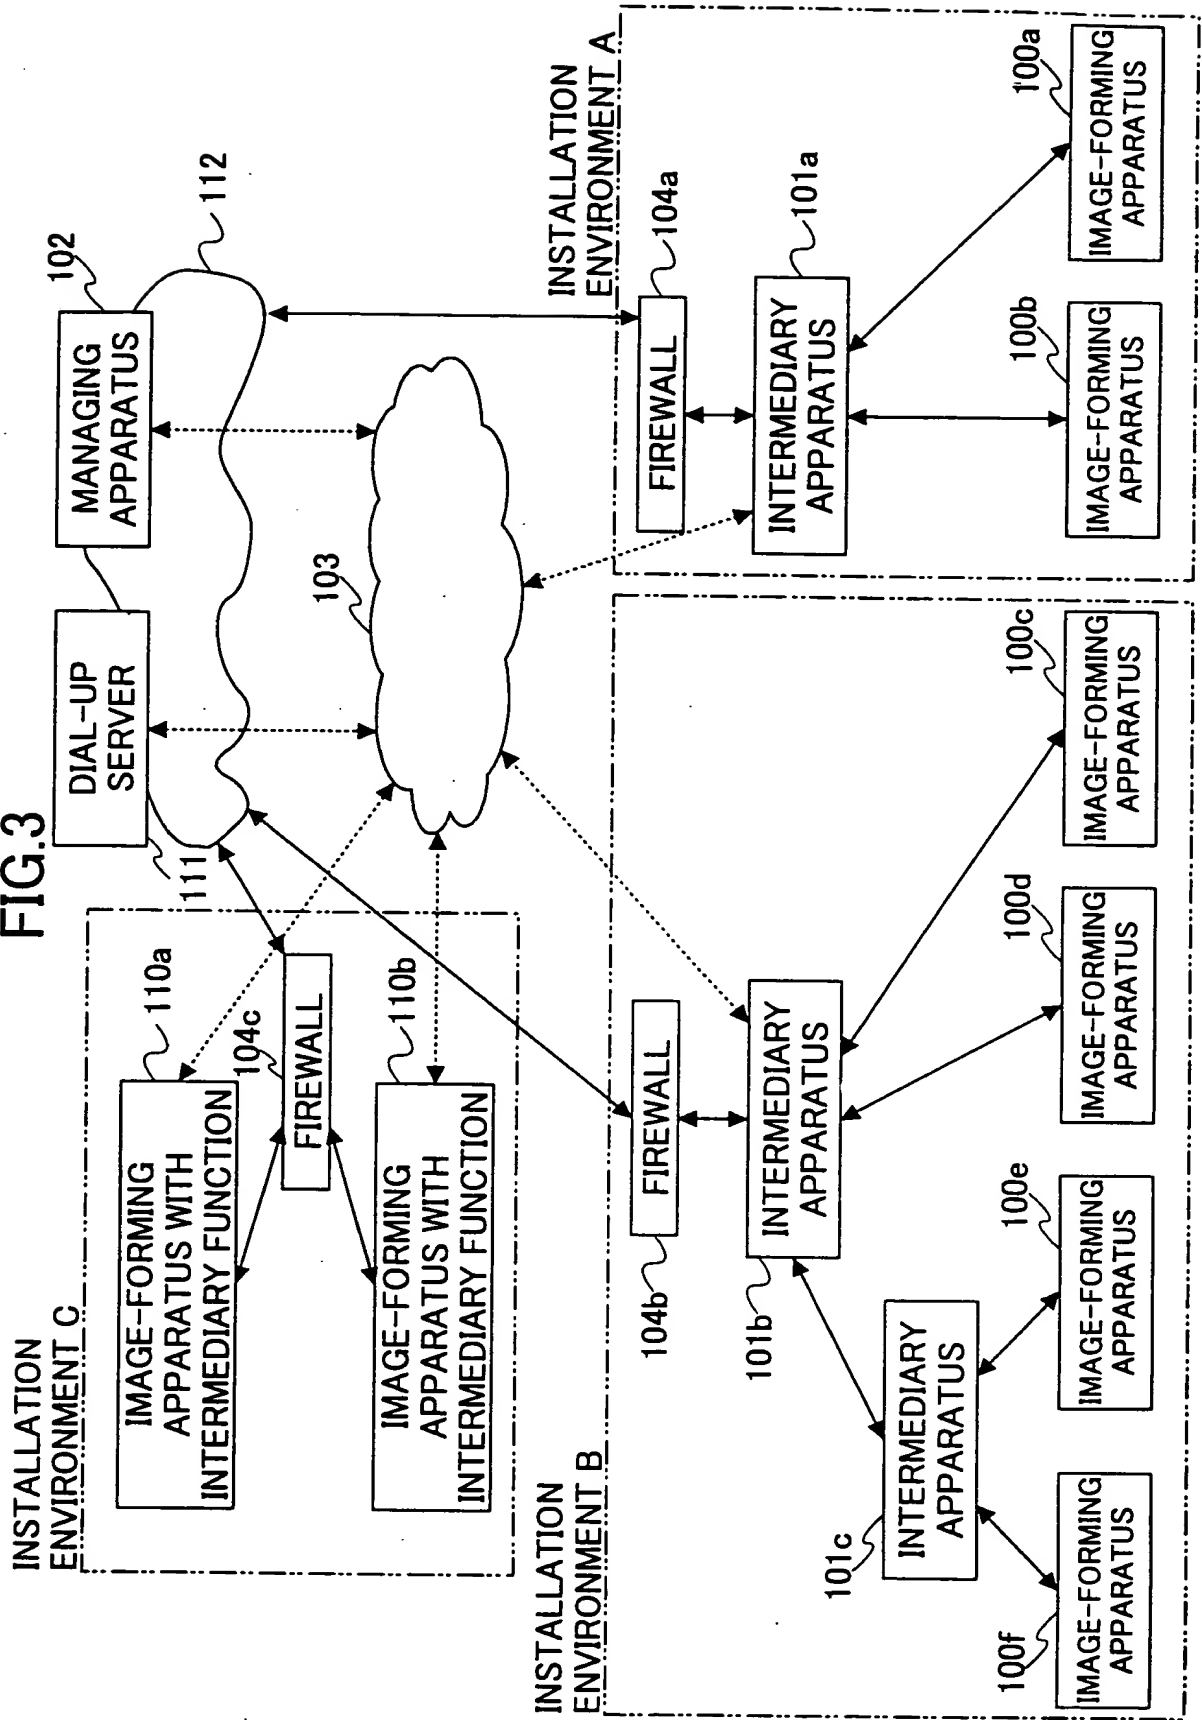 FIG.3
INSTALLATION
ENVIRONMENT C
IMAGE-FORMING
APPARATUS WITH
INTERMEDIARY FUNCTION
110a
104c
FIREWALL
IMAGE-FORMING
APPARATUS WITH
INTERMEDIARY FUNCTION
110b
DIAL-UP
SERVER
111
MANAGING
APPARATUS
102
112
103
INSTALLATION
ENVIRONMENT B
FIREWALL
104b
INTERMEDIARY
APPARATUS
101b
INTERMEDIARY
APPARATUS
101c
IMAGE-FORMING
APPARATUS
100f
IMAGE-FORMING
APPARATUS
100e
IMAGE-FORMING
APPARATUS
100d
IMAGE-FORMING
APPARATUS
100c
INSTALLATION
ENVIRONMENT A
FIREWALL
104a
INTERMEDIARY
APPARATUS
101a
IMAGE-FORMING
APPARATUS
100b
IMAGE-FORMING
APPARATUS
100a